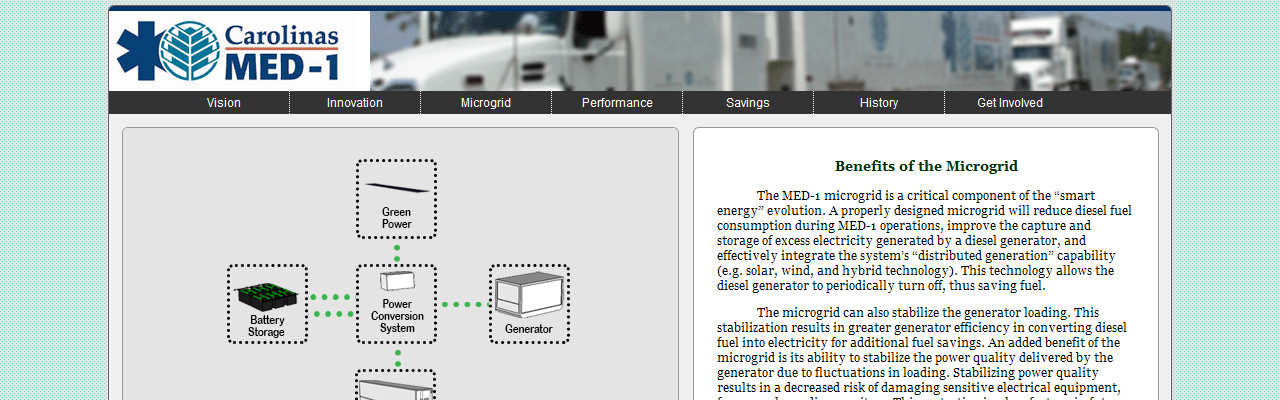 Carolinas
MED-1
Vision
Innovation
Microgrid
Performance
Savings
History
Get Involved
Green
Power
Battery
Storage
Power
Conversion
System
Generator
Benefits of the Microgrid
The MED-1 microgrid is a critical component of the “smart
energy” evolution. A properly designed microgrid will reduce diesel fuel
consumption during MED-1 operations, improve the capture and
storage of excess electricity generated by a diesel generator, and
effectively integrate the system’s “distributed generation” capability
(e.g. solar, wind, and hybrid technology). This technology allows the
diesel generator to periodically turn off, thus saving fuel.
The microgrid can also stabilize the generator loading. This
stabilization results in greater generator efficiency in converting diesel
fuel into electricity for additional fuel savings. An added benefit of the
microgrid is its ability to stabilize the power quality delivered by the
generator due to fluctuations in loading. Stabilizing power quality
results in a decreased risk of damaging sensitive electrical equipment,